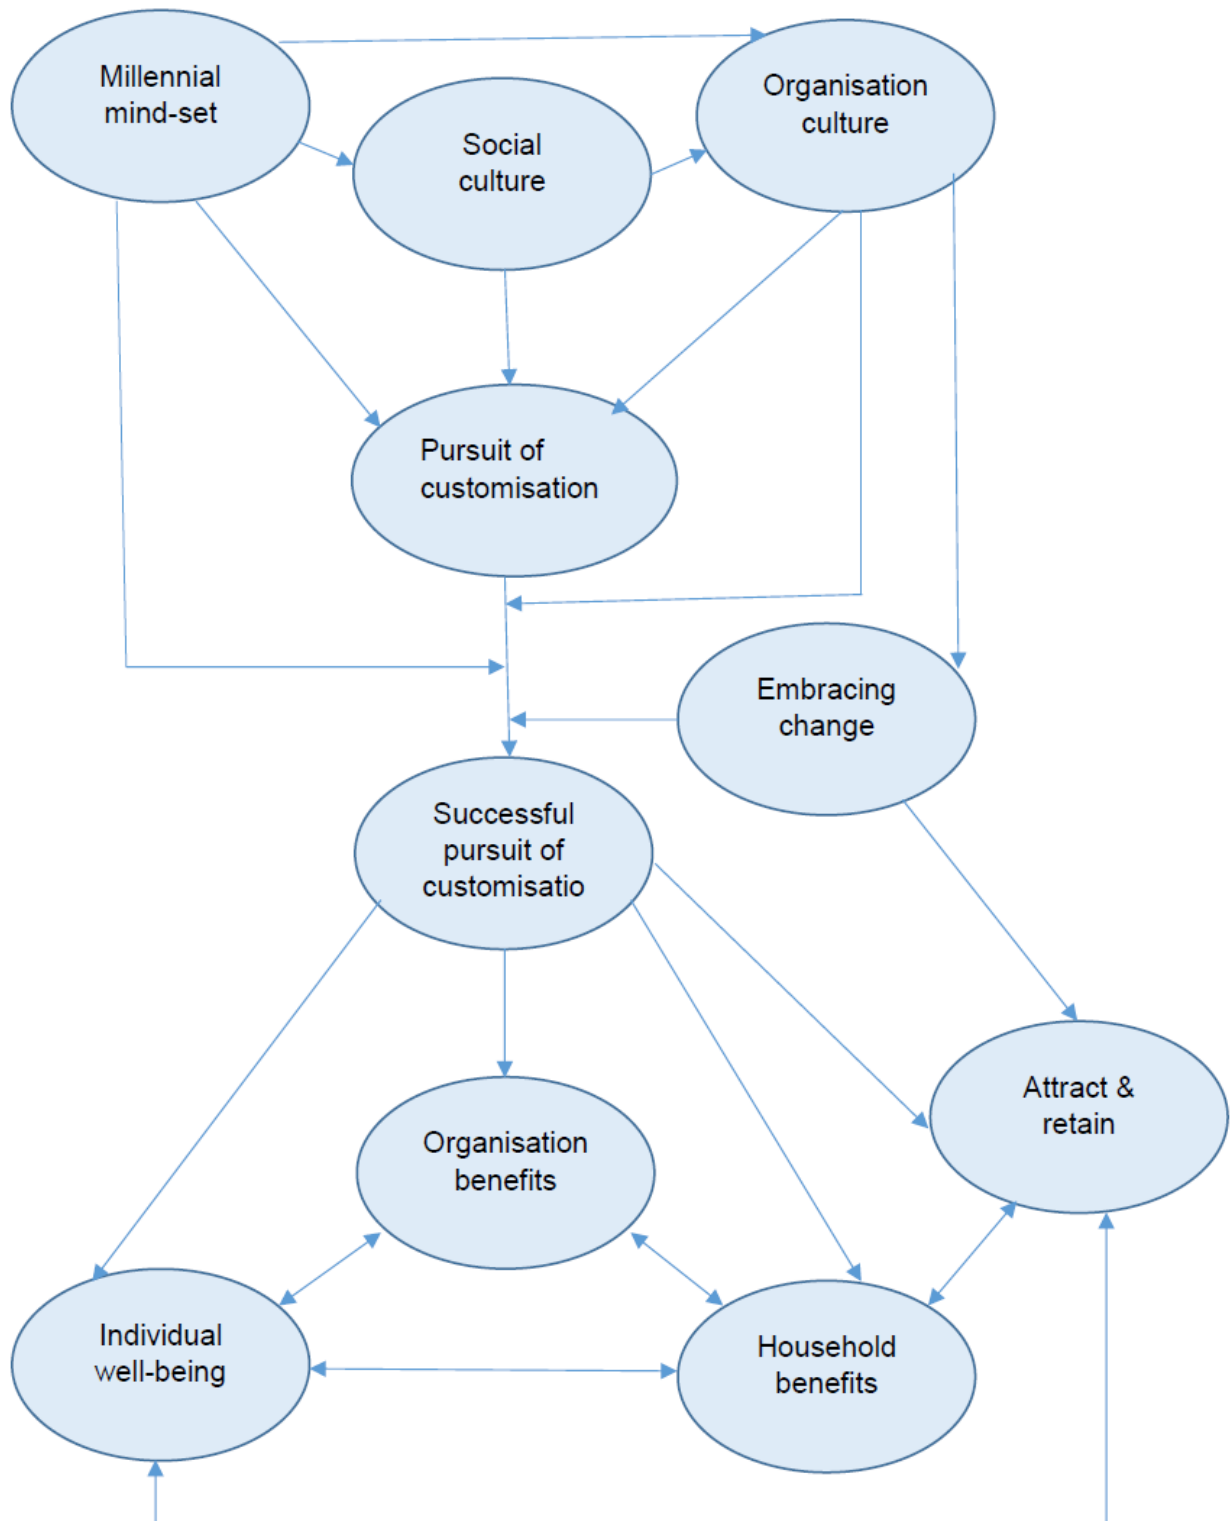 Millennial
mind-set
Social
culture
Organisation
culture
Pursuit of
customisation
Embracing
change
Successful
pursuit of
customisatio
Attract &
retain
Organisation
benefits
Individual
well-being
Household
benefits